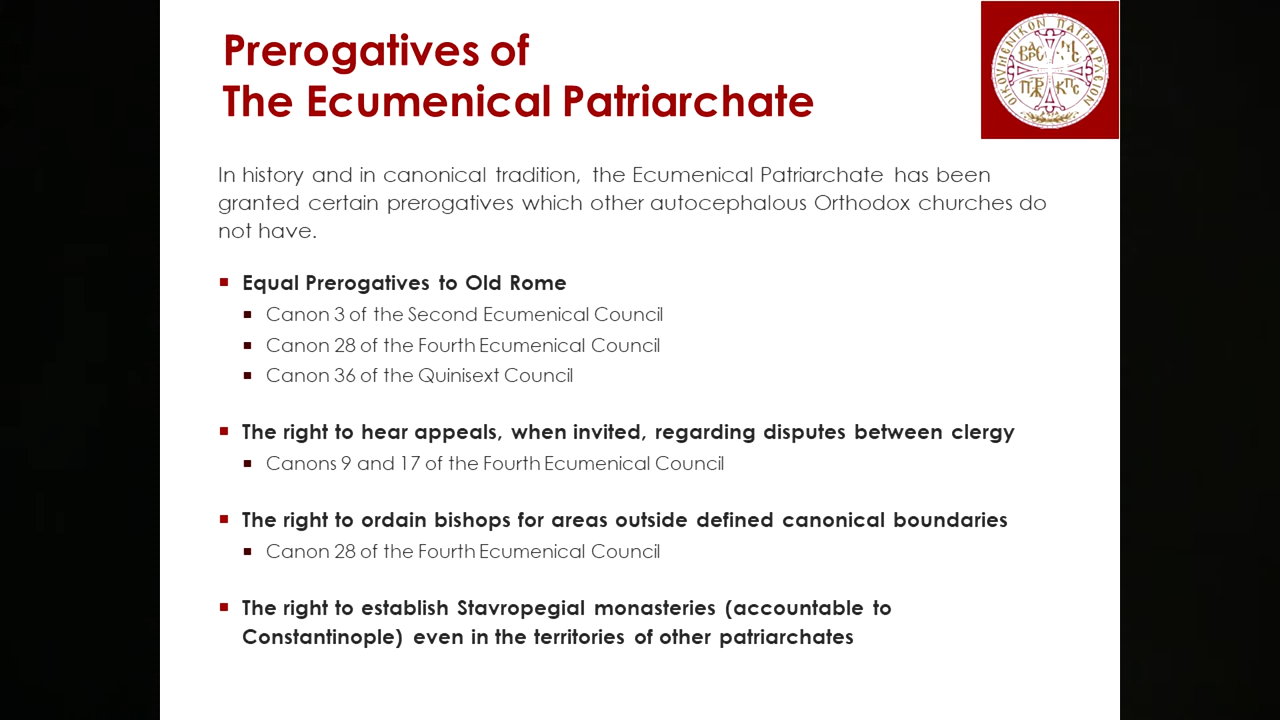 Prerogatives of
The Ecumenical Patriarchate
ΟΙΚΟΥΜΕΝΙΚΟΝ ΠΑΤΡΙΑΡΧΕΙΟΝ
In history and in canonical tradition, the Ecumenical Patriarchate has been
granted certain prerogatives which other autocephalous Orthodox churches do
not have.
Equal Prerogatives to Old Rome
Canon 3 of the Second Ecumenical Council
Canon 28 of the Fourth Ecumenical Council
Canon 36 of the Quinisext Council
The right to hear appeals, when invited, regarding disputes between clergy
Canons 9 and 17 of the Fourth Ecumenical Council
The right to ordain bishops for areas outside defined canonical boundaries
Canon 28 of the Fourth Ecumenical Council
The right to establish Stavropegial monasteries (accountable to
Constantinople) even in the territories of other patriarchates